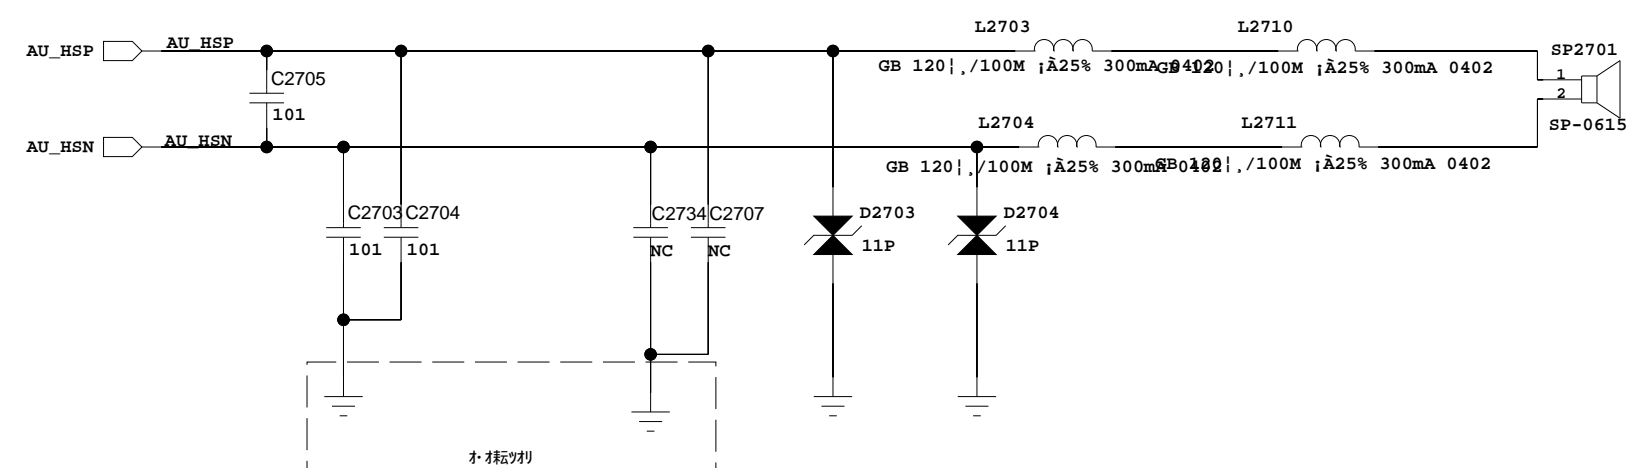 L2703
L2710
AU_HSP
AU_HSP
SP2701
C2705
GB 120¦¸/100M ¡À25% 300mA 0402
GB 120¦¸/100M ¡À25% 300mA 0402
1
2
101
L2704
L2711
SP-0615
AU_HSN
AU_HSN
GB 120¦¸/100M ¡À25% 300mA 0402
GB 120¦¸/100M ¡À25% 300mA 0402
C2703
C2704
C2734
C2707
D2703
D2704
101
101
NC
NC
11P
11P